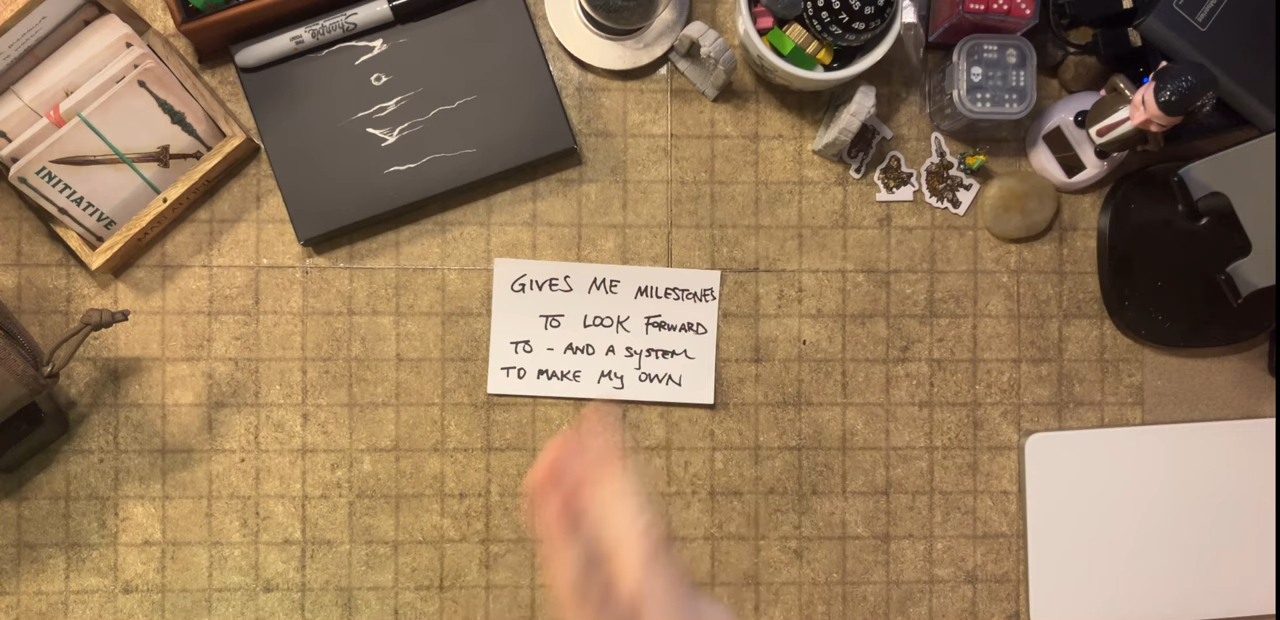 Sharpie
INITIATIVE
GIVES ME MILESTONES
TO LOOK FORWARD
TO - AND A SYSTEM
TO MAKE MY OWN